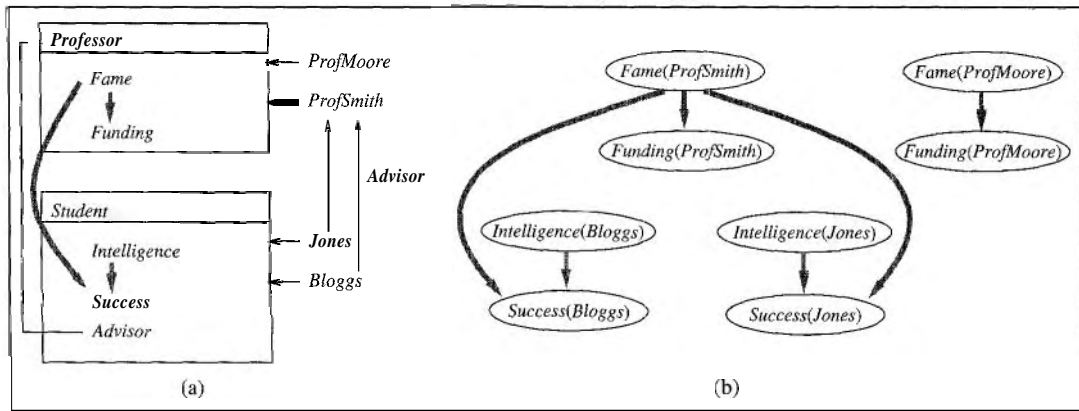 Professor
ProfMoore
Fame
ProfSmith
Funding
Advisor
Student
Jones
Intelligence
Bloggs
Success
Advisor
(a)
Fame(ProfSmith)
Fame(ProfMoore)
Funding(ProfSmith)
Funding(ProfMoore)
Intelligence(Bloggs)
Intelligence(Jones)
Success(Bloggs)
Success(Jones)
(b)